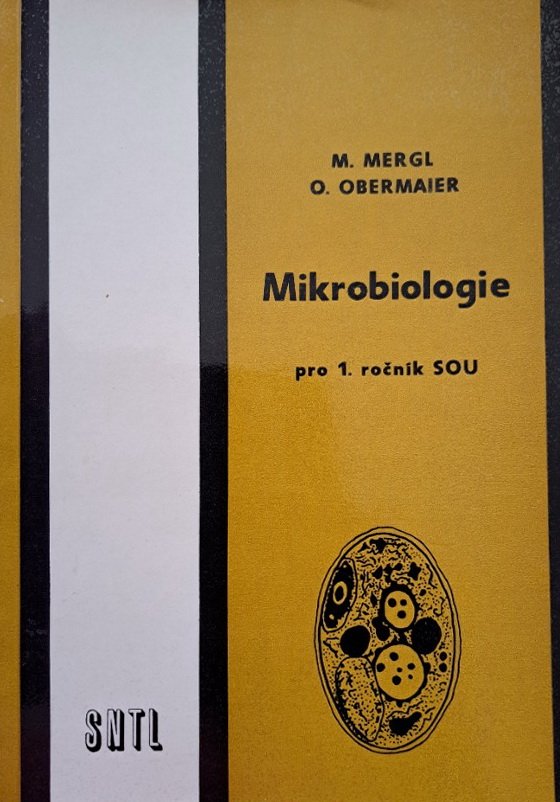 M. MERGL
O. OBERMAIER
Mikrobiologie
pro 1. ročník SOU
SNTL